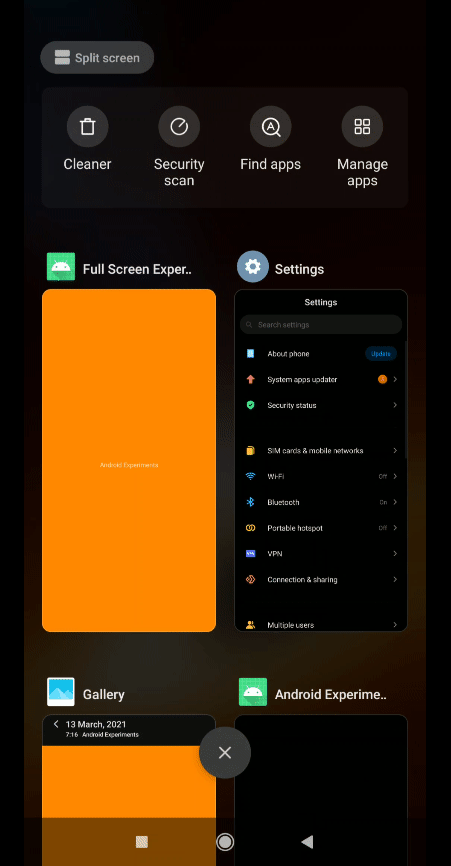 Split screen
Cleaner
Security
scan
Find apps
Manage
apps
Full Screen Exper..
Android Experiments
Settings
Settings
Search settings
About phone
Update
System apps updater
1
Security status
SIM cards & mobile networks
Wi-Fi
Off
Bluetooth
On
Portable hotspot
Off
VPN
VPN
Connection & sharing
Multiple users
Gallery
13 March, 2021
7:16 Android Experiments
Android Experime..